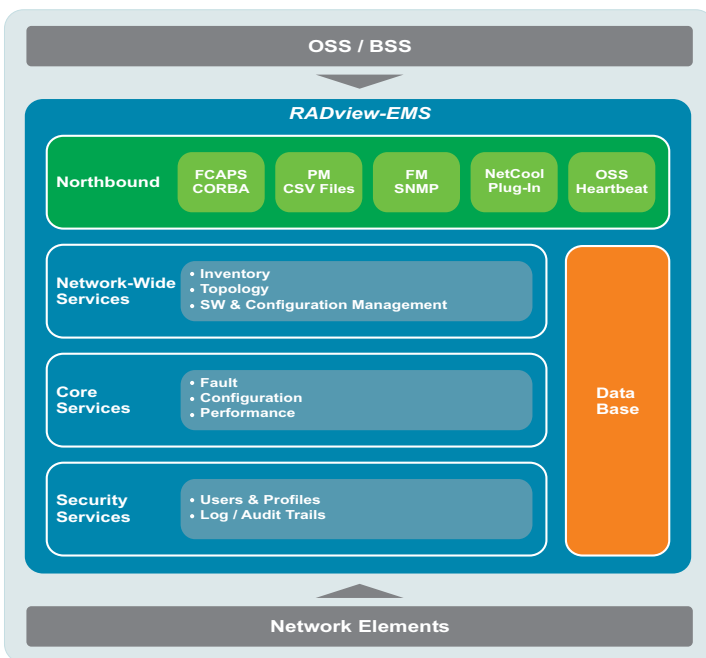 OSS / BSS
RADview-EMS
Northbound
FCAPS
CORBA
PM
CSV Files
FM
SNMP
NetCool
Plug-In
OSS
Heartbeat
Network-Wide
Services
• Inventory
• Topology
• SW & Configuration Management
Core
Services
• Fault
• Configuration
• Performance
Security
Services
• Users & Profiles
• Log / Audit Trails
Data
Base
Network Elements